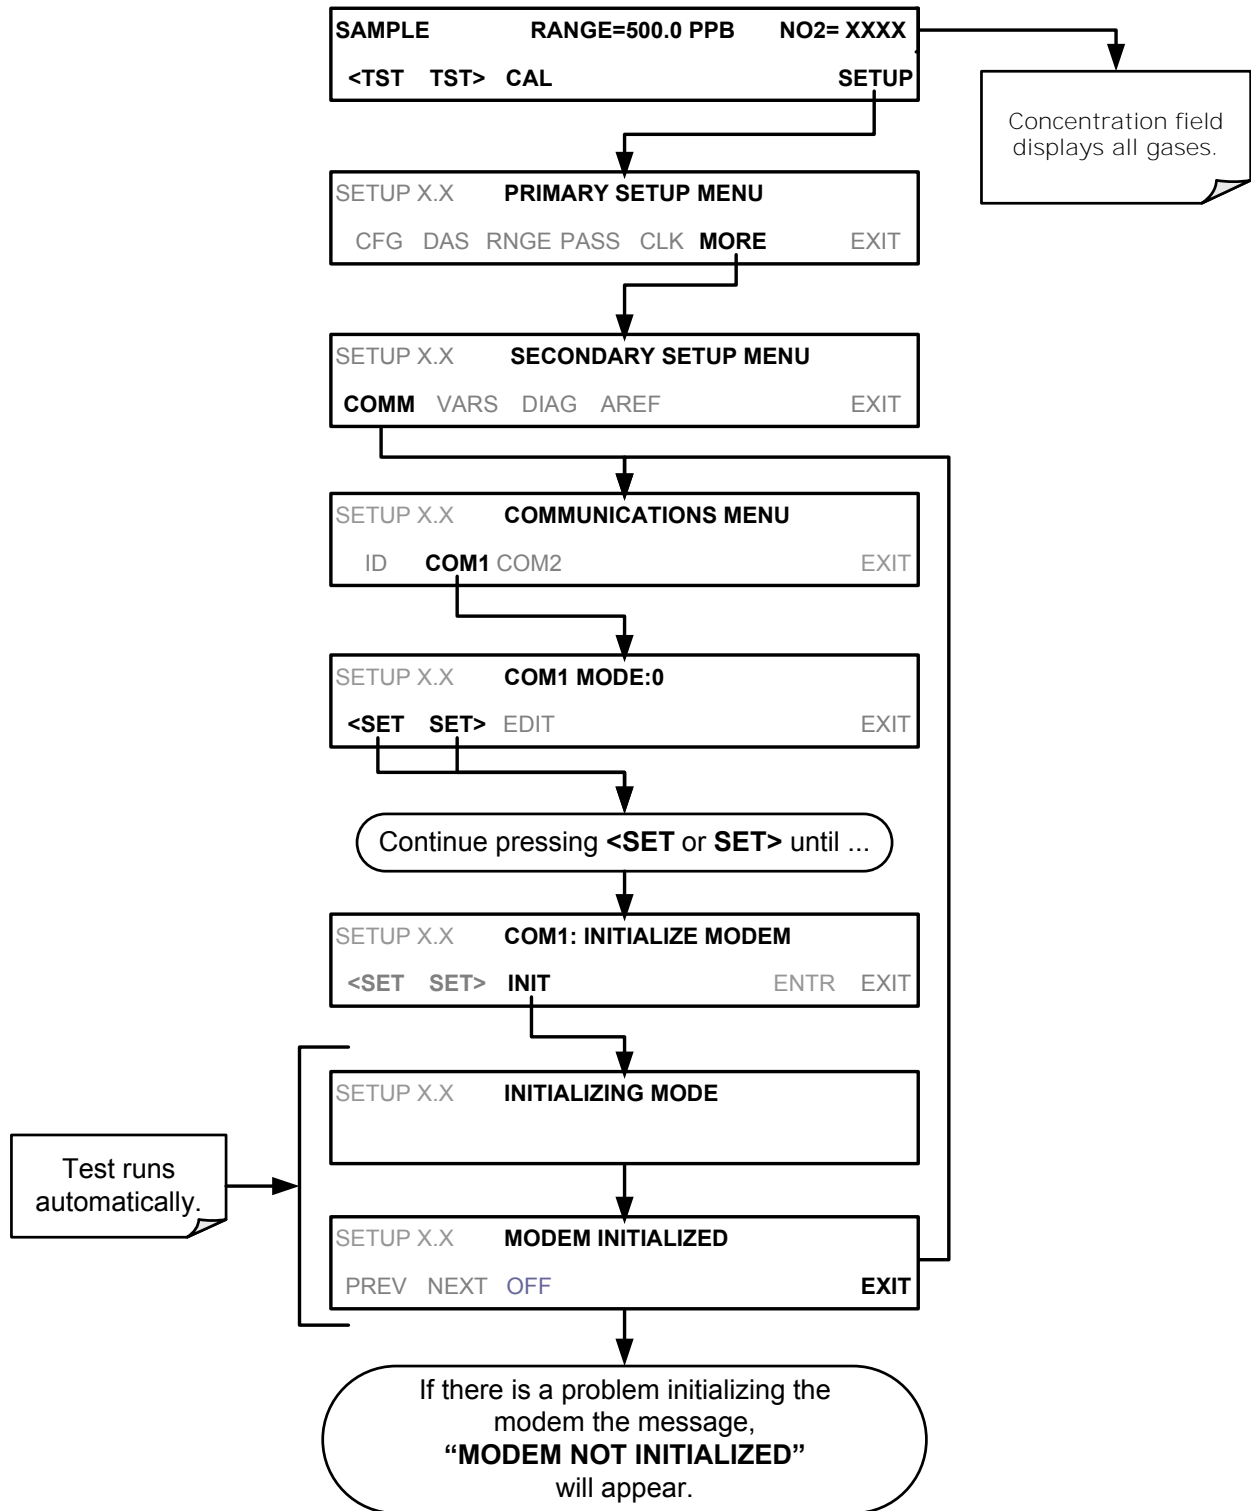 SAMPLE RANGE=500.0 PPB NO2= XXXX
<TST TST> CAL SETUP
Concentration field
displays all gases.
SETUP X.X PRIMARY SETUP MENU
CFG DAS RNGE PASS CLK MORE EXIT
SETUP X.X SECONDARY SETUP MENU
COMM VARS DIAG AREF EXIT
SETUP X.X COMMUNICATIONS MENU
ID COM1 COM2 EXIT
SETUP X.X COM1 MODE:0
<SET SET> EDIT EXIT
Continue pressing <SET or SET> until ...
SETUP X.X COM1: INITIALIZE MODEM
<SET SET> INIT ENTR EXIT
SETUP X.X INITIALIZING MODE
Test runs
automatically.
SETUP X.X MODEM INITIALIZED
PREV NEXT OFF EXIT
If there is a problem initializing the
modem the message,
“MODEM NOT INITIALIZED”
will appear.